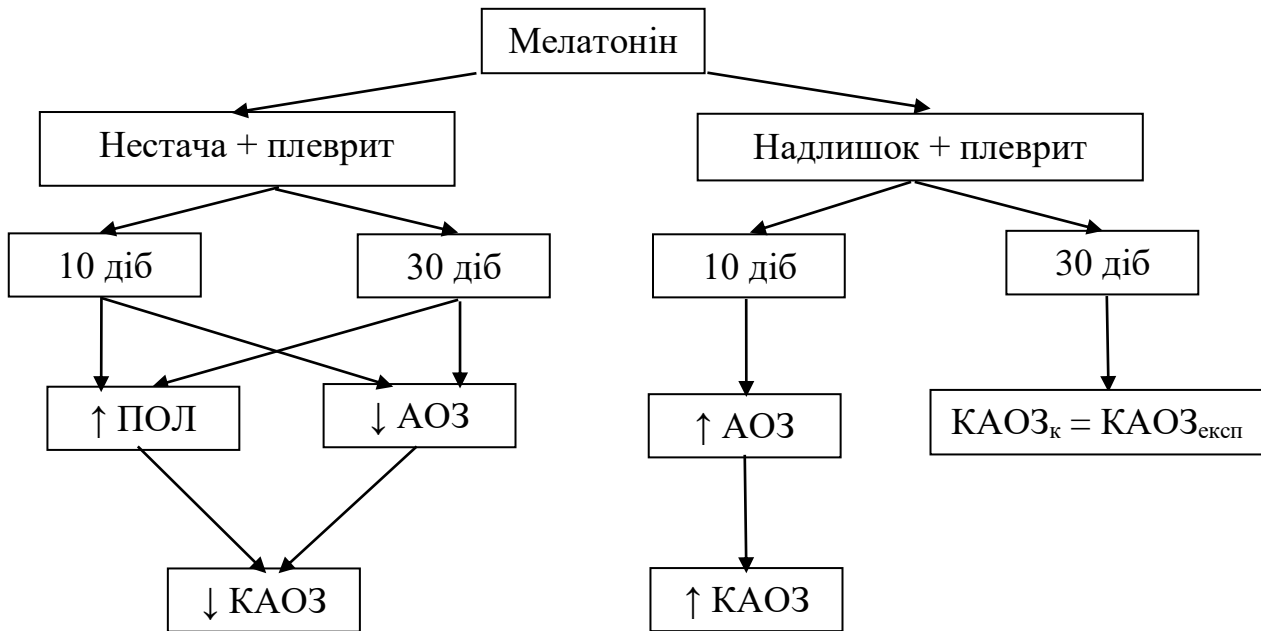 Мелатонін
Нестача + плеврит
Надлишок + плеврит
10 діб
30 діб
10 діб
30 діб
↑ ПОЛ
↓ АОЗ
↑ АОЗ
КАОЗк = КАОЗексп
↓ КАОЗ
↑ КАОЗ